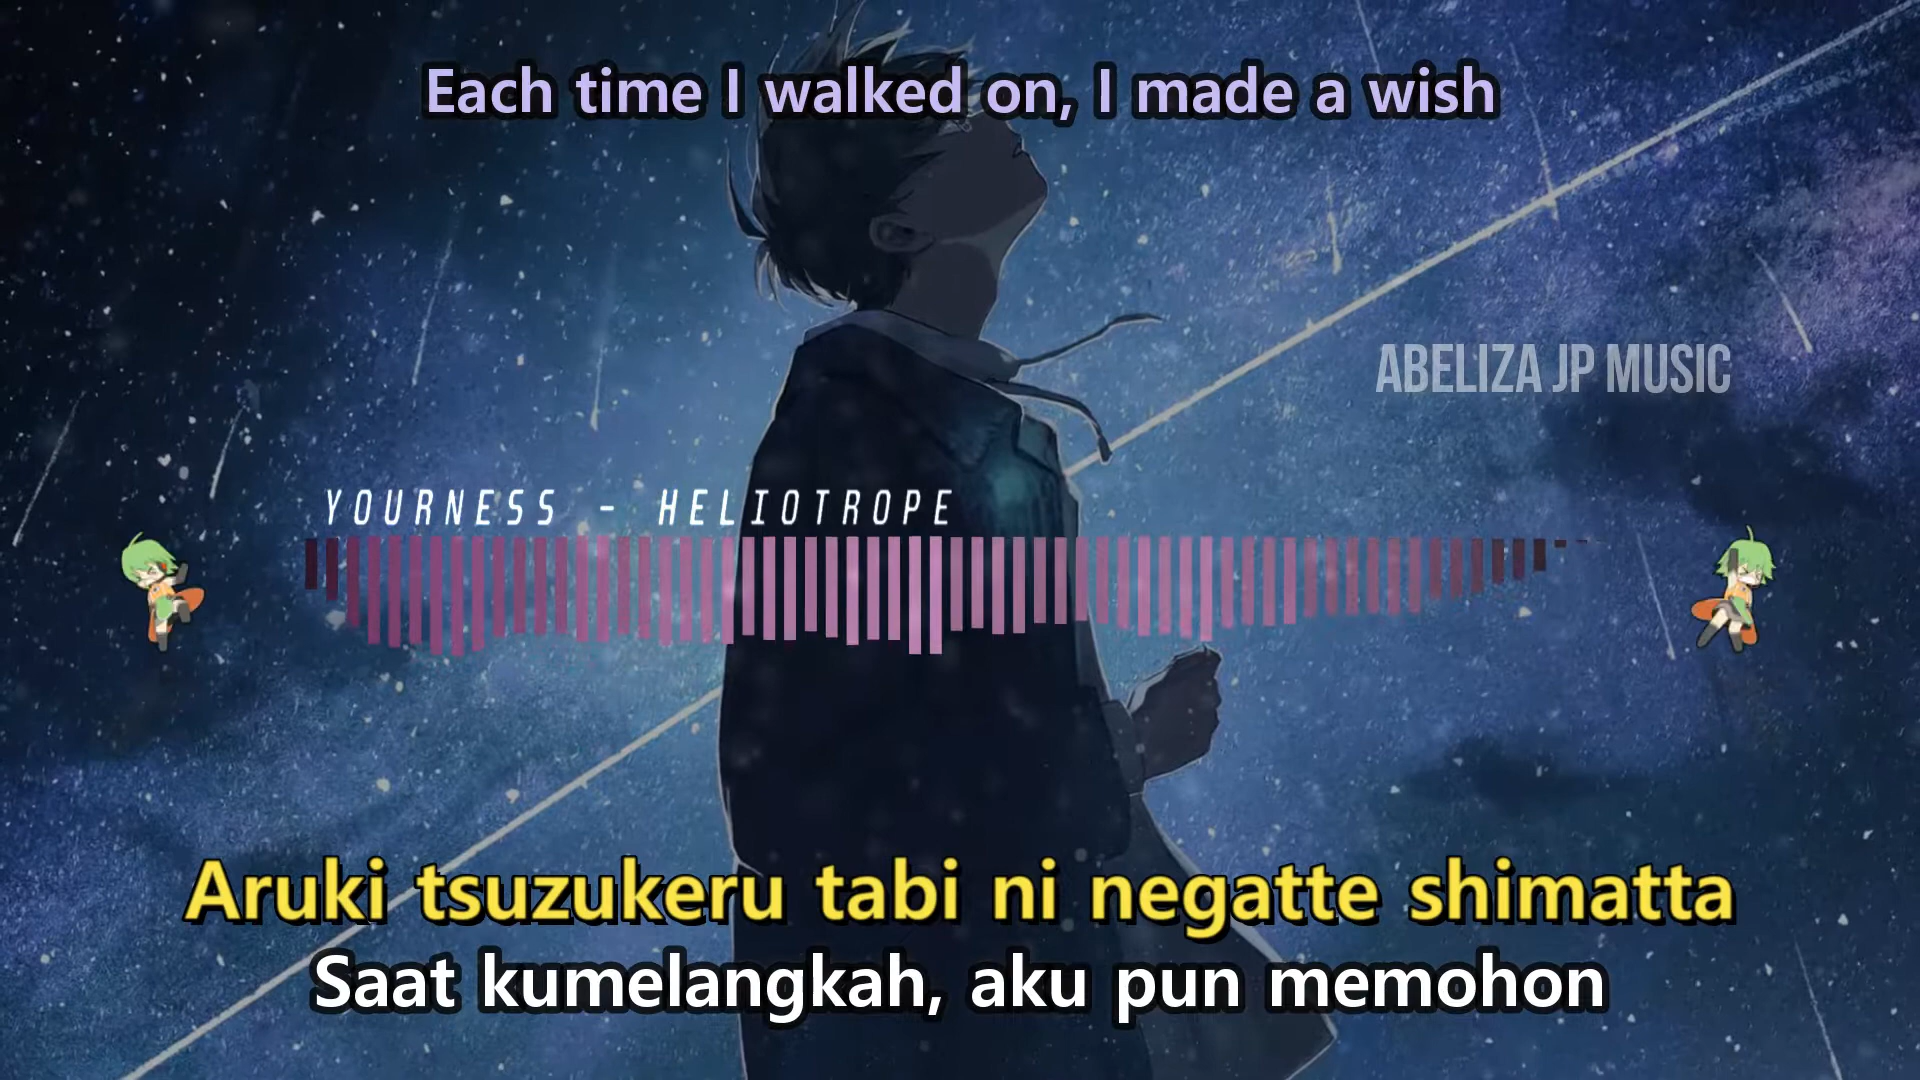 Each time I walked on, I made a wish
ABELIZA JP MUSIC
YOURNESS - HELIOTROPE
Aruki tsuzukeru tabi ni negatte shimatta
Saat kumelangkah, aku pun memohon